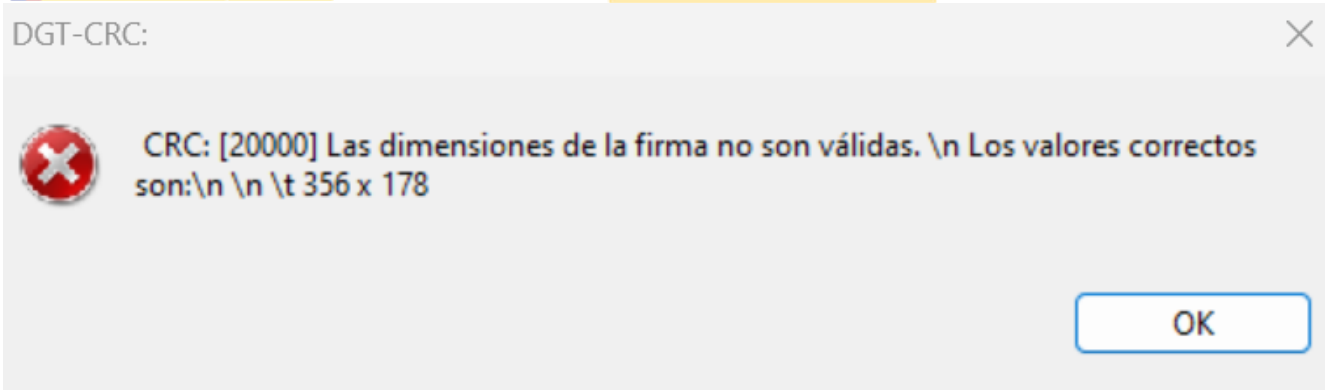 DGT-CRC:
CRC: [20000] Las dimensiones de la firma no son válidas. \n Los valores correctos
son:\n \n \t 356 x 178
OK